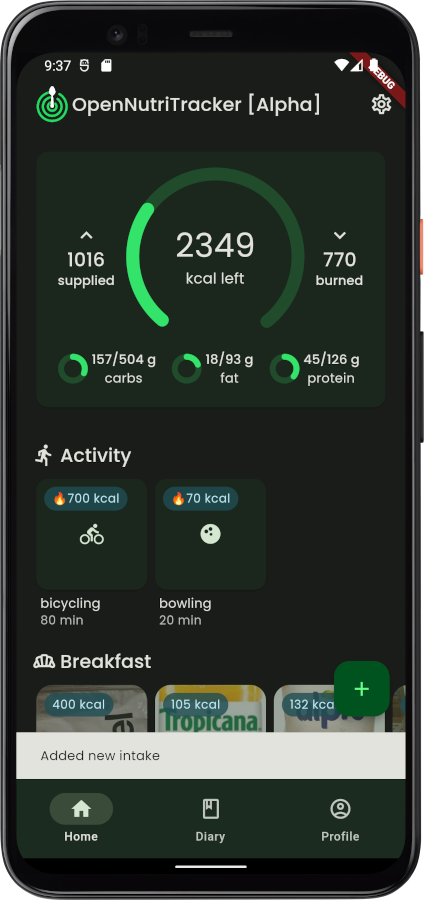 9:37
DEBUG
OpenNutriTracker [Alpha]
2349
kcal left
1016
supplied
770
burned
157/504 g
carbs
18/93 g
fat
45/126 g
protein
Activity
🔥700 kcal
🔥70 kcal
bicycling
80 min
bowling
20 min
Breakfast
400 kcal
105 kcal
132 kca
Tropicana
alpro
+
Added new intake
Home
Diary
Profile